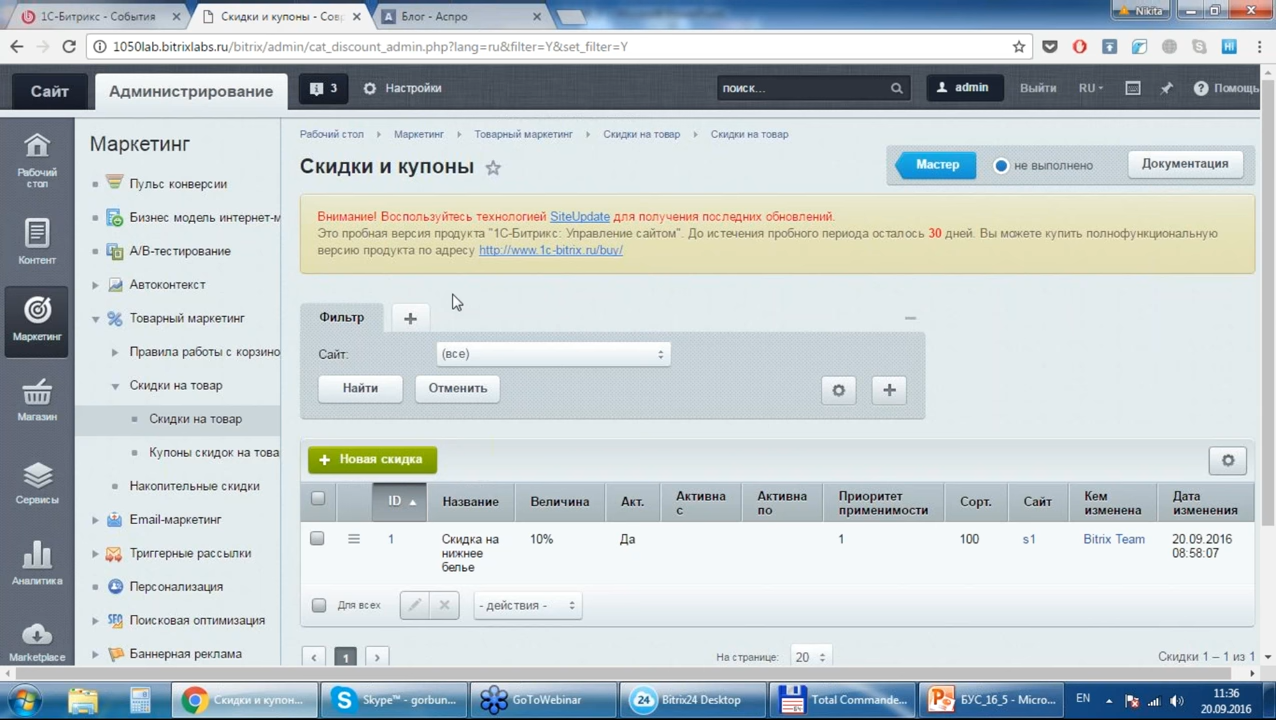 1С-Битрикс - События
Скидки и купоны - Совр
Блог - Аспро
Nikita
1050lab.bitrixlabs.ru/bitrix/admin/cat_discount_admin.php?lang=ru&filter=Y&set_filter=Y
Hi
Сайт
Администрирование
3
Настройки
поиск...
admin
Выйти
RU
Помощь
Рабочий стол
Контент
Маркетинг
Магазин
Сервисы
Аналитика
Marketplace
Маркетинг
Пульс конверсии
Бизнес модель интернет-м
A/B-тестирование
Автоконтекст
Товарный маркетинг
Правила работы с корзино
Скидки на товар
Скидки на товар
Купоны скидок на това
Накопительные скидки
Email-маркетинг
Триггерные рассылки
Персонализация
SEO Поисковая оптимизация
Баннерная реклама
Рабочий стол Маркетинг Товарный маркетинг Скидки на товар Скидки на товар
Скидки и купоны
Мастер
не выполнено
Документация
Внимание! Воспользуйтесь технологией SiteUpdate для получения последних обновлений.
Это пробная версия продукта "1С-Битрикс: Управление сайтом". До истечения пробного периода осталось 30 дней. Вы можете купить полнофункциональную
версию продукта по адресу http://www.1c-bitrix.ru/buy/
Фильтр
Сайт: (все)
Найти
Отменить
+ Новая скидка
ID Название Величина Акт. Активна с Активна по Приоритет применимости Сорт. Сайт Кем изменена Дата изменения
1 Скидка на нижнее белье 10% Да 1 100 s1 Bitrix Team 20.09.2016 08:58:07
Для всех
- действия -
1
На странице: 20
Скидки 1 – 1 из 1
Скидки и купон...
Skype™ - gorbun...
GoToWebinar
24 Bitrix24 Desktop
Total Commande...
БУС_16_5 - Micro...
EN
11:36
20.09.2016